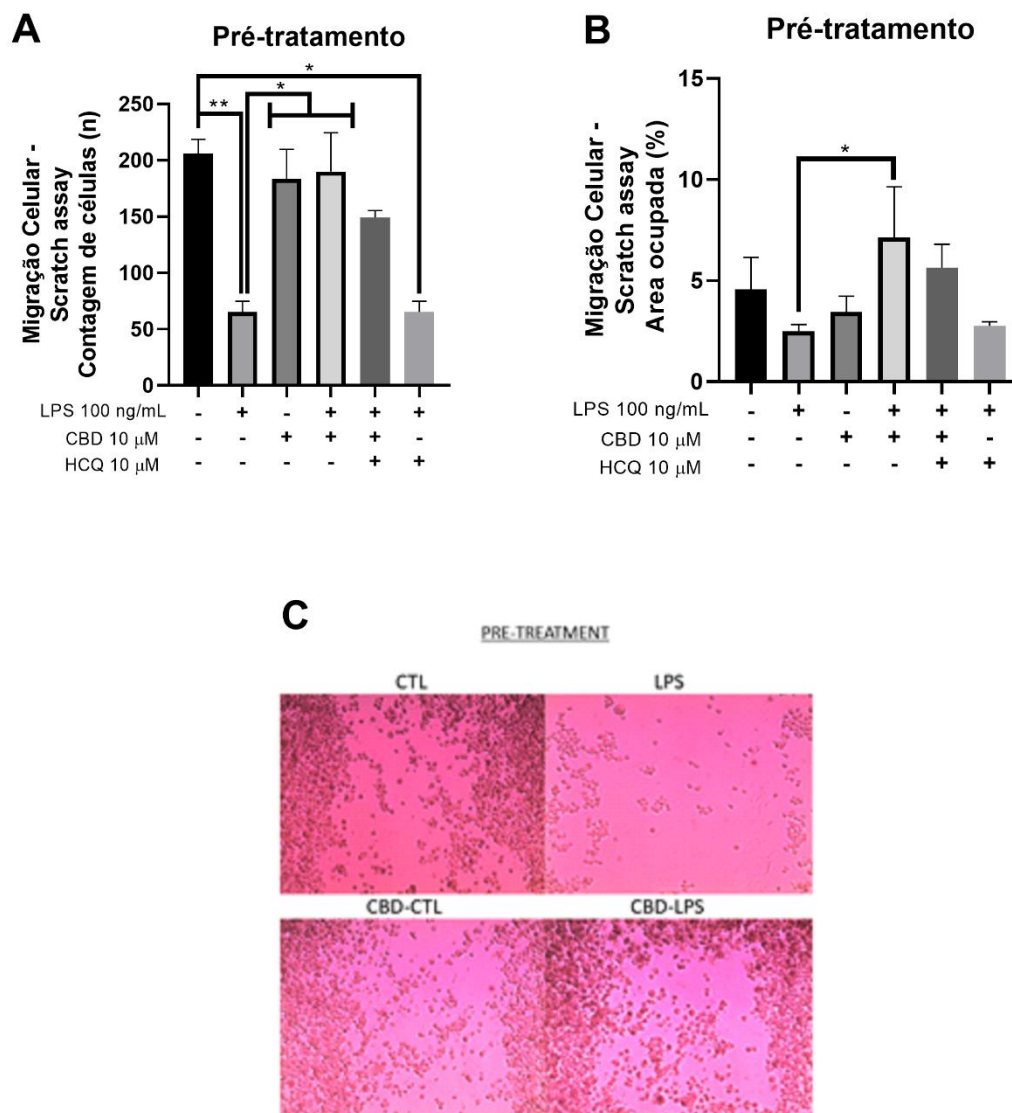 A
Pré-tratamento
Migração Celular -
Scratch assay
Contagem de células (n)
250
200
150
100
50
0
*
**
*
LPS 100 ng/mL - + - + + +
CBD 10 μM - - + + + -
HCQ 10 μM - - - - + +
B
Pré-tratamento
Migração Celular -
Scratch assay
Area ocupada (%)
15
10
5
0
*
LPS 100 ng/mL - + - + + +
CBD 10 μM - - + + + -
HCQ 10 μM - - - - + +
C
PRE-TREATMENT
CTL LPS
CBD-CTL CBD-LPS